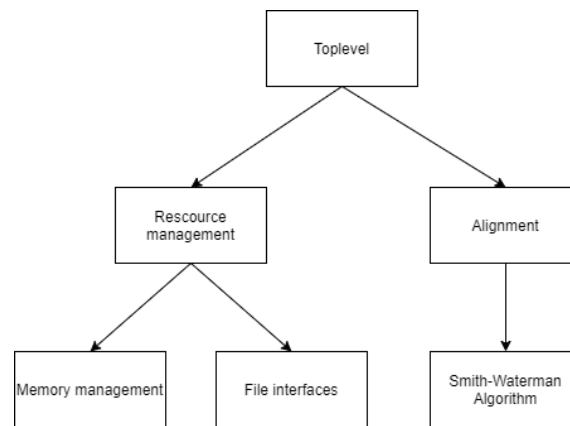 Toplevel
Rescource
management
Alignment
Memory management
File interfaces
Smith-Waterman
Algorithm